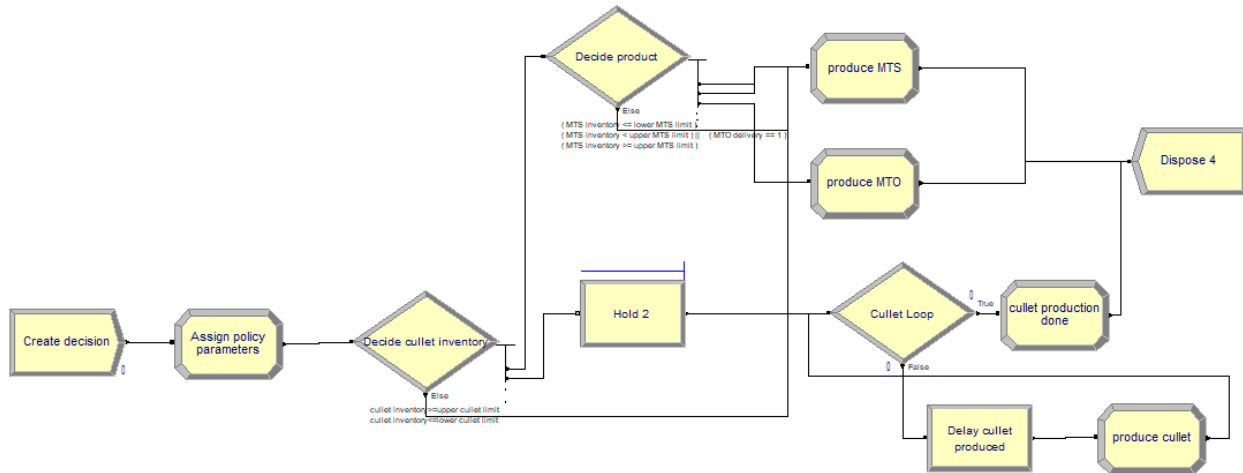 Decide product
Else
( MTS inventory <= lower MTS limit )
( MTS inventory < upper MTS limit ) || ( MTO delivery == 1 )
( MTS inventory >= upper MTS limit )
produce MTS
produce MTO
Dispose 4
Create decision
0
Assign policy
parameters
Decide cullet inventory
Else
cullet inventory>=upper cullet limit
cullet inventory<=lower cullet limit
Hold 2
Cullet Loop
0
True
0
False
cullet production
done
Delay cullet
produced
produce cullet